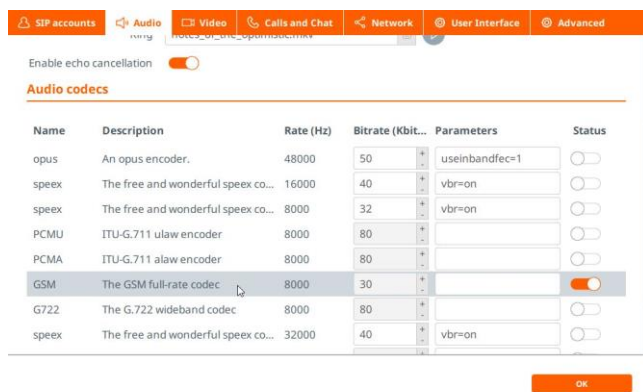 SIP accounts Audio Video Calls and Chat Network User Interface Advanced
Ring notes_of_the_optimistic.mkv
Enable echo cancellation
Audio codecs
Name Description Rate (Hz) Bitrate (Kbit... Parameters Status
opus An opus encoder. 48000 50 + - useinbandfec=1
speex The free and wonderful speex co... 16000 40 + - vbr=on
speex The free and wonderful speex co... 8000 32 + - vbr=on
PCMU ITU-G.711 ulaw encoder 8000 80 + -
PCMA ITU-G.711 alaw encoder 8000 80 + -
GSM The GSM full-rate codec 8000 30 + -
G722 The G.722 wideband codec 8000 80 + -
speex The free and wonderful speex co... 32000 40 + - vbr=on
OK